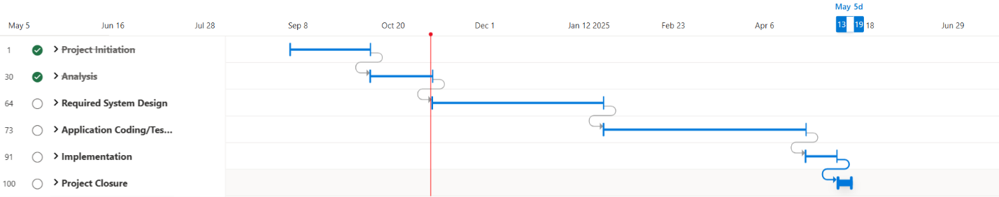 May 5d
May 5 Jun 16 Jul 28 Sep 8 Oct 20 Dec 1 Jan 12 2025 Feb 23 Apr 6 13 19 18 Jun 29
1 Project Initiation
30 Analysis
64 Required System Design
73 Application Coding/Tes...
91 Implementation
100 Project Closure